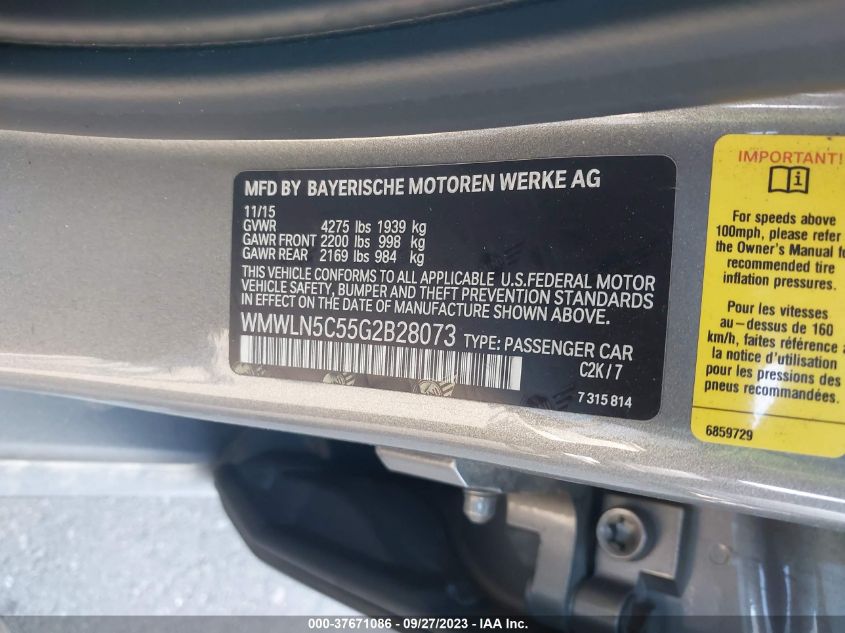 MFD BY BAYERISCHE MOTOREN WERKE AG
11/15
GVWR 4275 lbs 1939 kg
GAWR FRONT 2200 lbs 998 kg
GAWR REAR 2169 lbs 984 kg
THIS VEHICLE CONFORMS TO ALL APPLICABLE U.S.FEDERAL MOTOR
VEHICLE SAFETY, BUMPER AND THEFT PREVENTION STANDARDS
IN EFFECT ON THE DATE OF MANUFACTURE SHOWN ABOVE.
WMWLN5C55G2B28073 TYPE: PASSENGER CAR
C2K/7
7 315 814
IMPORTANT!
i
For speeds above
100mph, please refer
the Owner's Manual
recommended tire
inflation pressures.
Pour les vitesses
au-dessus de 160
km/h, faites référence
la notice d'utilisation
pour les pressions des
pneus recommandées.
6859729
000-37671086 - 09/27/2023 - IAA Inc.